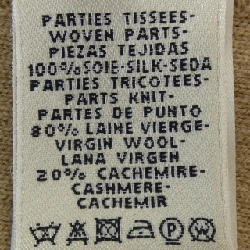 PARTIES TISSEES-
WOVEN PARTS-
PIEZAS TEJIDAS
100%SOIE-SILK-SEDA
PARTIES TRICOTEES-
PARTS KNIT-
PARTES DE PUNTO
80% LAINE VIERGE-
VIRGIN WOOL-
LANA VIRGEN
20% CACHEMIRE-
CASHMERE-
CACHEMIR
P W